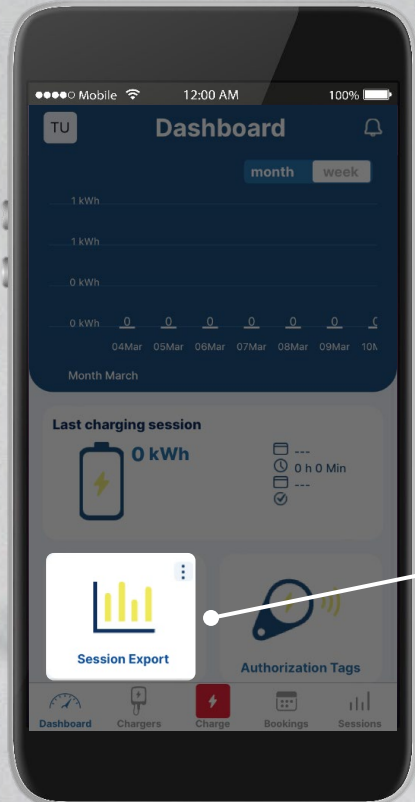 Mobile 12:00 AM 100%
TU Dashboard
month week
1 kWh
1 kWh
0 kWh
0 kWh 0 0 0 0 0 0
04Mar 05Mar 06Mar 07Mar 08Mar 09Mar
Month March
Last charging session
0 kWh
---
0 h 0 Min
---
Session Export
Authorization Tags
Dashboard Chargers Charge Bookings Sessions